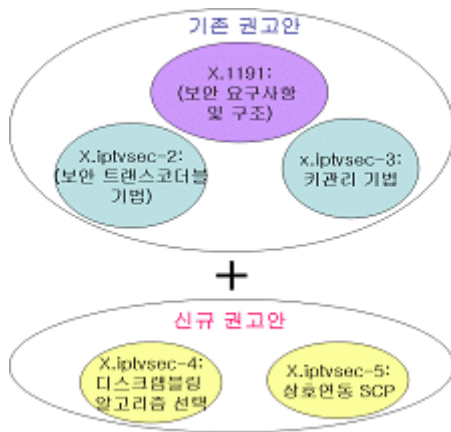 기존 권고안
X.1191:
(보안 요구사항
및 구조)
X.iptvsec-2:
(보안 트랜스코더블
기법)
x.iptvsec-3:
키관리 기법
+
신규 권고안
X.iptvsec-4:
디스크램블링
알고리즘 선택
X.iptvsec-5:
상호연동 SCP